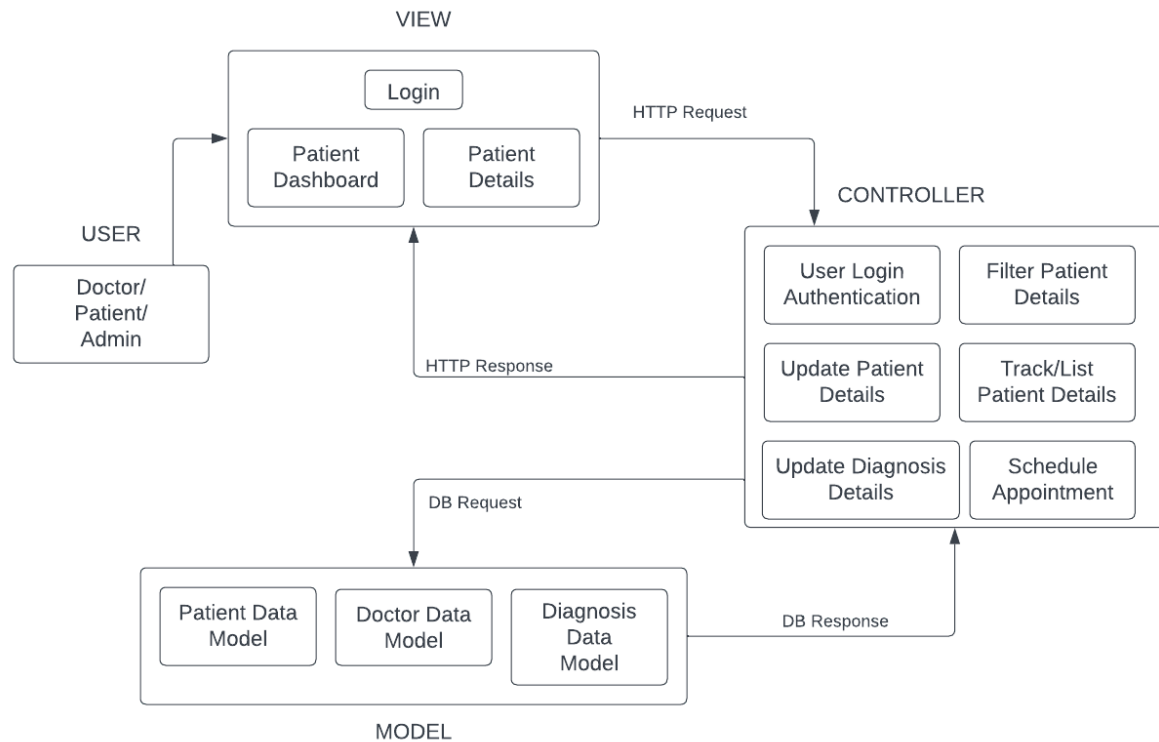 VIEW
Login
Patient
Dashboard
Patient
Details
HTTP Request
CONTROLLER
USER
Doctor/
Patient/
Admin
User Login
Authentication
Filter Patient
Details
HTTP Response
Update Patient
Details
Track/List
Patient Details
Update Diagnosis
Details
Schedule
Appointment
DB Request
Patient Data
Model
Doctor Data
Model
Diagnosis
Data
Model
DB Response
MODEL